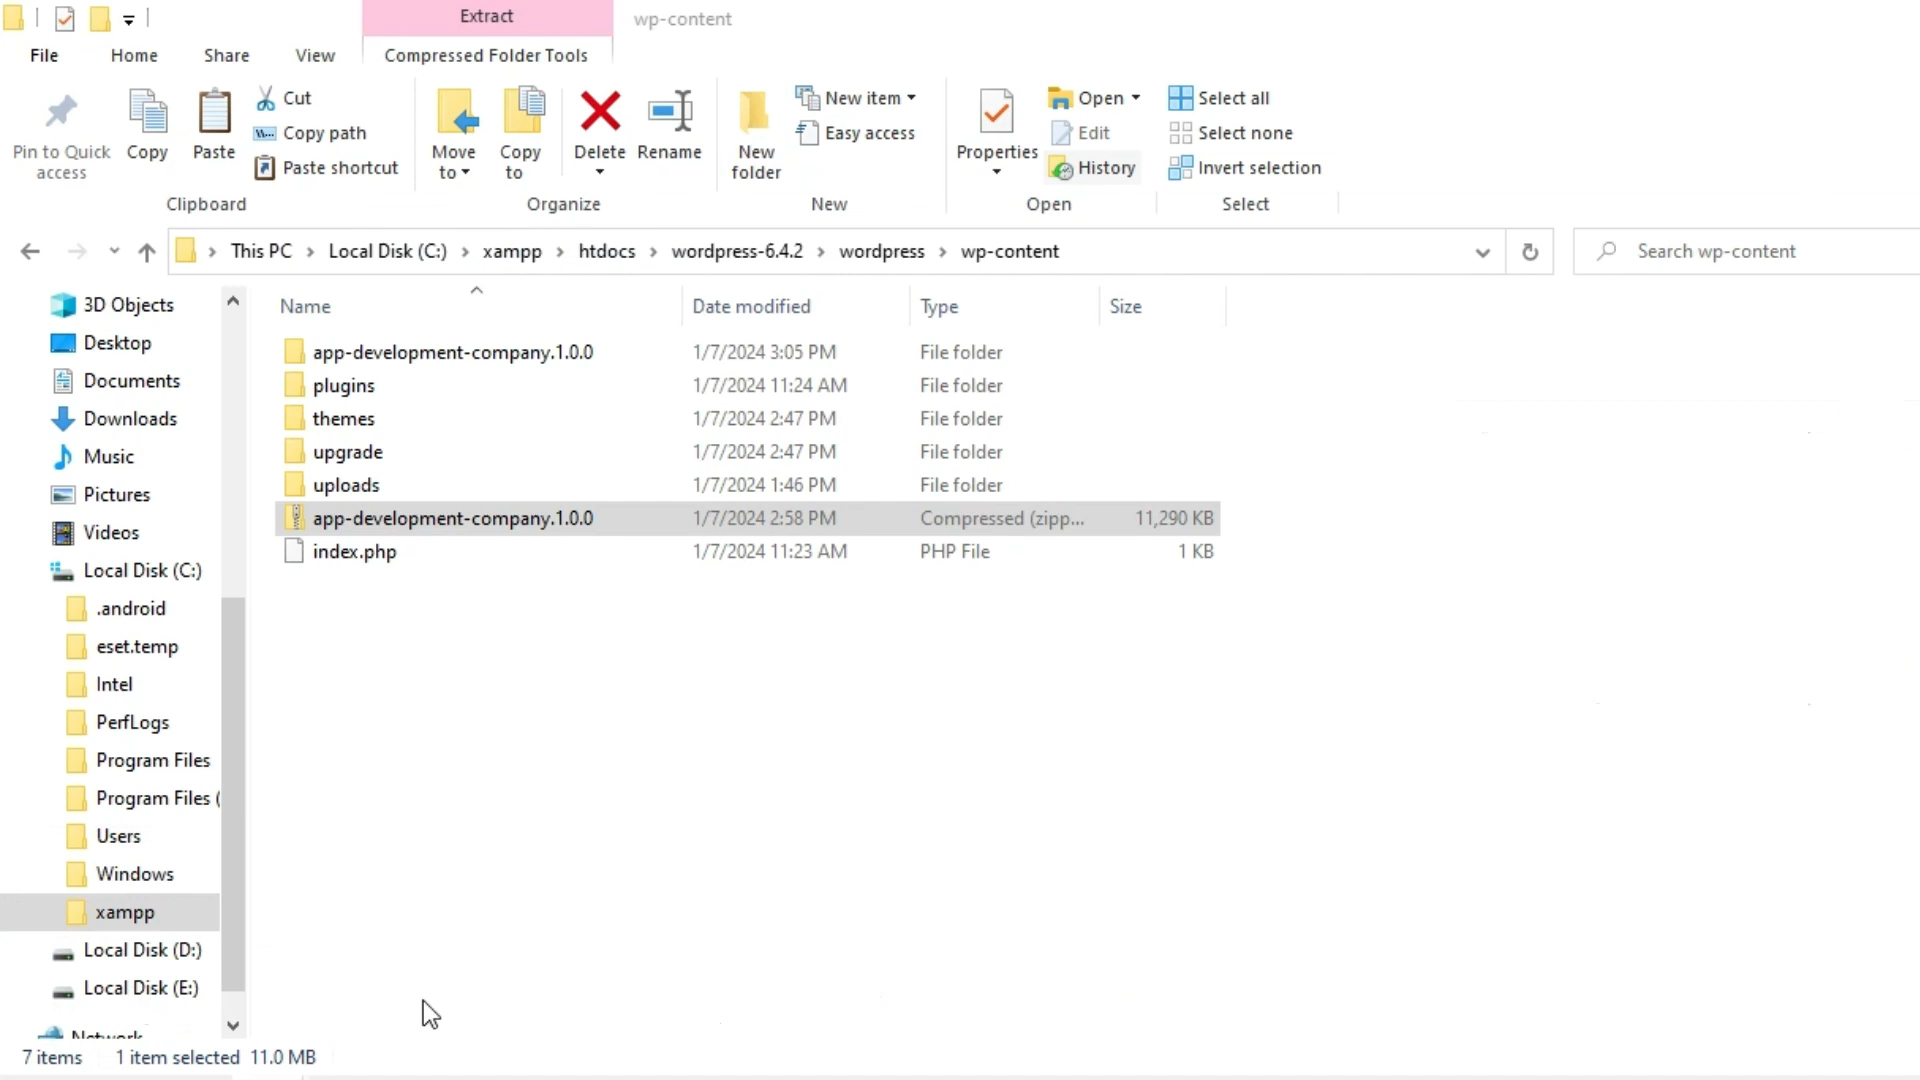 Extract
wp-content
File
Home
Share
View
Compressed Folder Tools
Pin to Quick
access
Copy
Paste
Cut
Copy path
Paste shortcut
Clipboard
Move
to
Copy
to
Delete
Rename
Organize
New
folder
New item
Easy access
New
Properties
Open
Edit
History
Open
Select all
Select none
Invert selection
Select
This PC
Local Disk (C:)
xampp
htdocs
wordpress-6.4.2
wordpress
wp-content
Search wp-content
3D Objects
Desktop
Documents
Downloads
Music
Pictures
Videos
Local Disk (C:)
.android
eset.temp
Intel
PerfLogs
Program Files
Program Files (
Users
Windows
xampp
Local Disk (D:)
Local Disk (E:)
Network
Name Date modified Type Size
app-development-company.1.0.0 1/7/2024 3:05 PM File folder
plugins 1/7/2024 11:24 AM File folder
themes 1/7/2024 2:47 PM File folder
upgrade 1/7/2024 2:47 PM File folder
uploads 1/7/2024 1:46 PM File folder
app-development-company.1.0.0 1/7/2024 2:58 PM Compressed (zipp... 11,290 KB
index.php 1/7/2024 11:23 AM PHP File 1 KB
7 items 1 item selected 11.0 MB